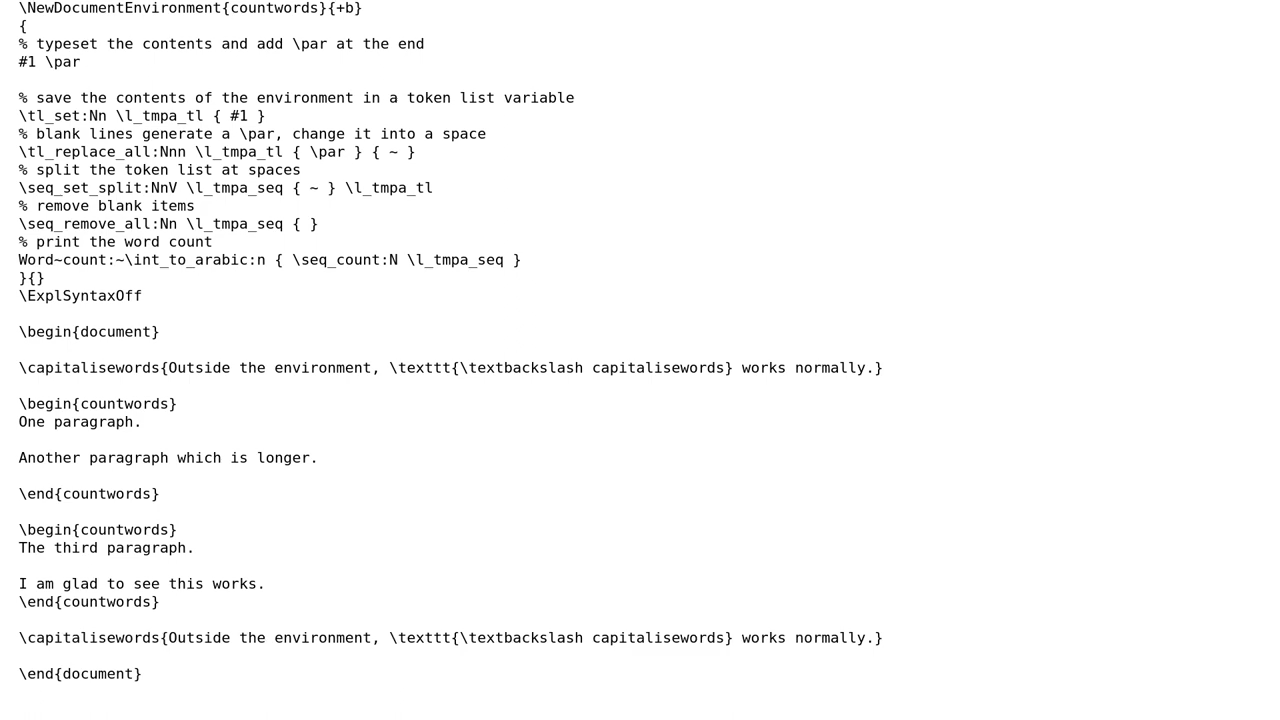 \NewDocumentEnvironment{countwords}{+b}
{
% typeset the contents and add \par at the end
#1 \par

% save the contents of the environment in a token list variable
\tl_set:Nn \l_tmpa_tl { #1 }
% blank lines generate a \par, change it into a space
\tl_replace_all:Nnn \l_tmpa_tl { \par } { ~ }
% split the token list at spaces
\seq_set_split:NnV \l_tmpa_seq { ~ } \l_tmpa_tl
% remove blank items
\seq_remove_all:Nn \l_tmpa_seq { }
% print the word count
Word~count:~\int_to_arabic:n { \seq_count:N \l_tmpa_seq }
}{}
\ExplSyntaxOff

\begin{document}

\capitalisewords{Outside the environment, \texttt{\textbackslash capitalisewords} works normally.}

\begin{countwords}
One paragraph.

Another paragraph which is longer.

\end{countwords}

\begin{countwords}
The third paragraph.

I am glad to see this works.
\end{countwords}

\capitalisewords{Outside the environment, \texttt{\textbackslash capitalisewords} works normally.}

\end{document}